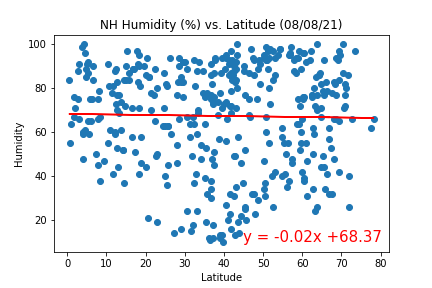 NH Humidity (%) vs. Latitude (08/08/21)
100
80
60
40
20
Humidity
y = -0.02x +68.37
0 10 20 30 40 50 60 70 80
Latitude